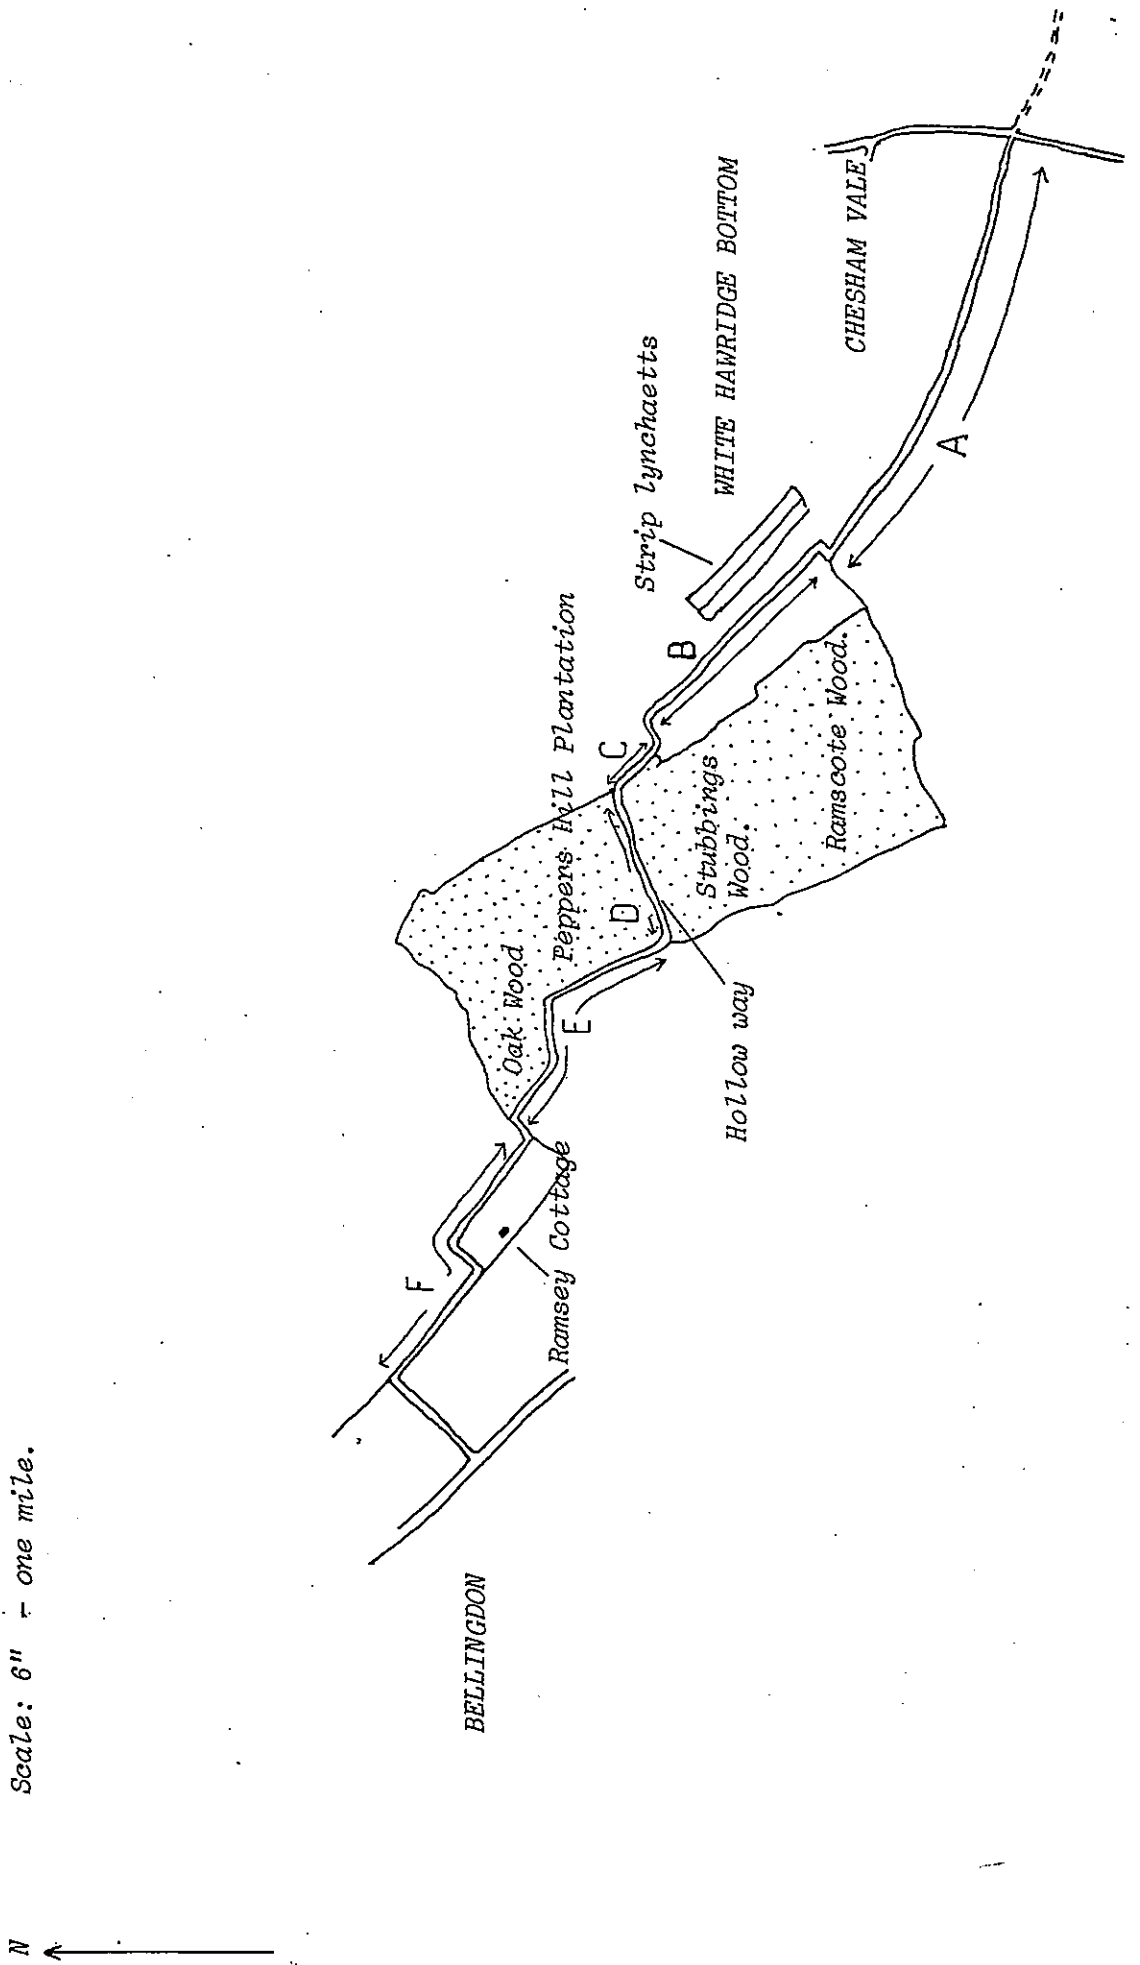 N
Scale: 6" - one mile.
BELLINGDON
F
Ramsey Cottage
Oak Wood
E
Peppers Hill Plantation
D
Hollow way
C
Stubbings
Wood.
Ramscote Wood.
B
Strip lynchaetts
WHITE HAWRIDGE BOTTOM
CHESHAM VALE
A